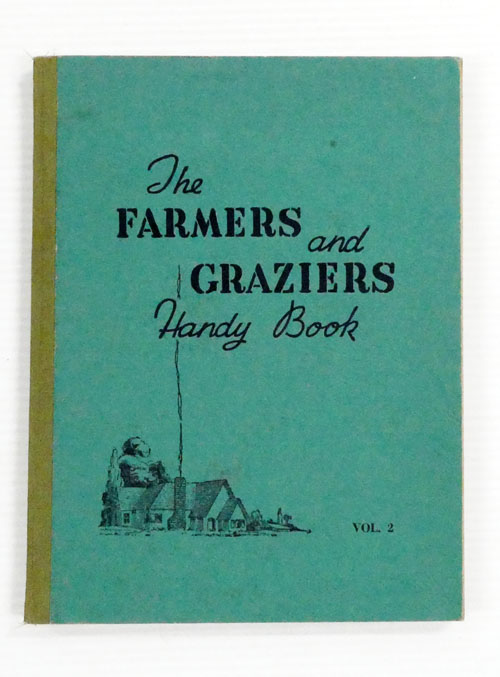 The
FARMERS
and
GRAZIERS
Handy Book
VOL. 2